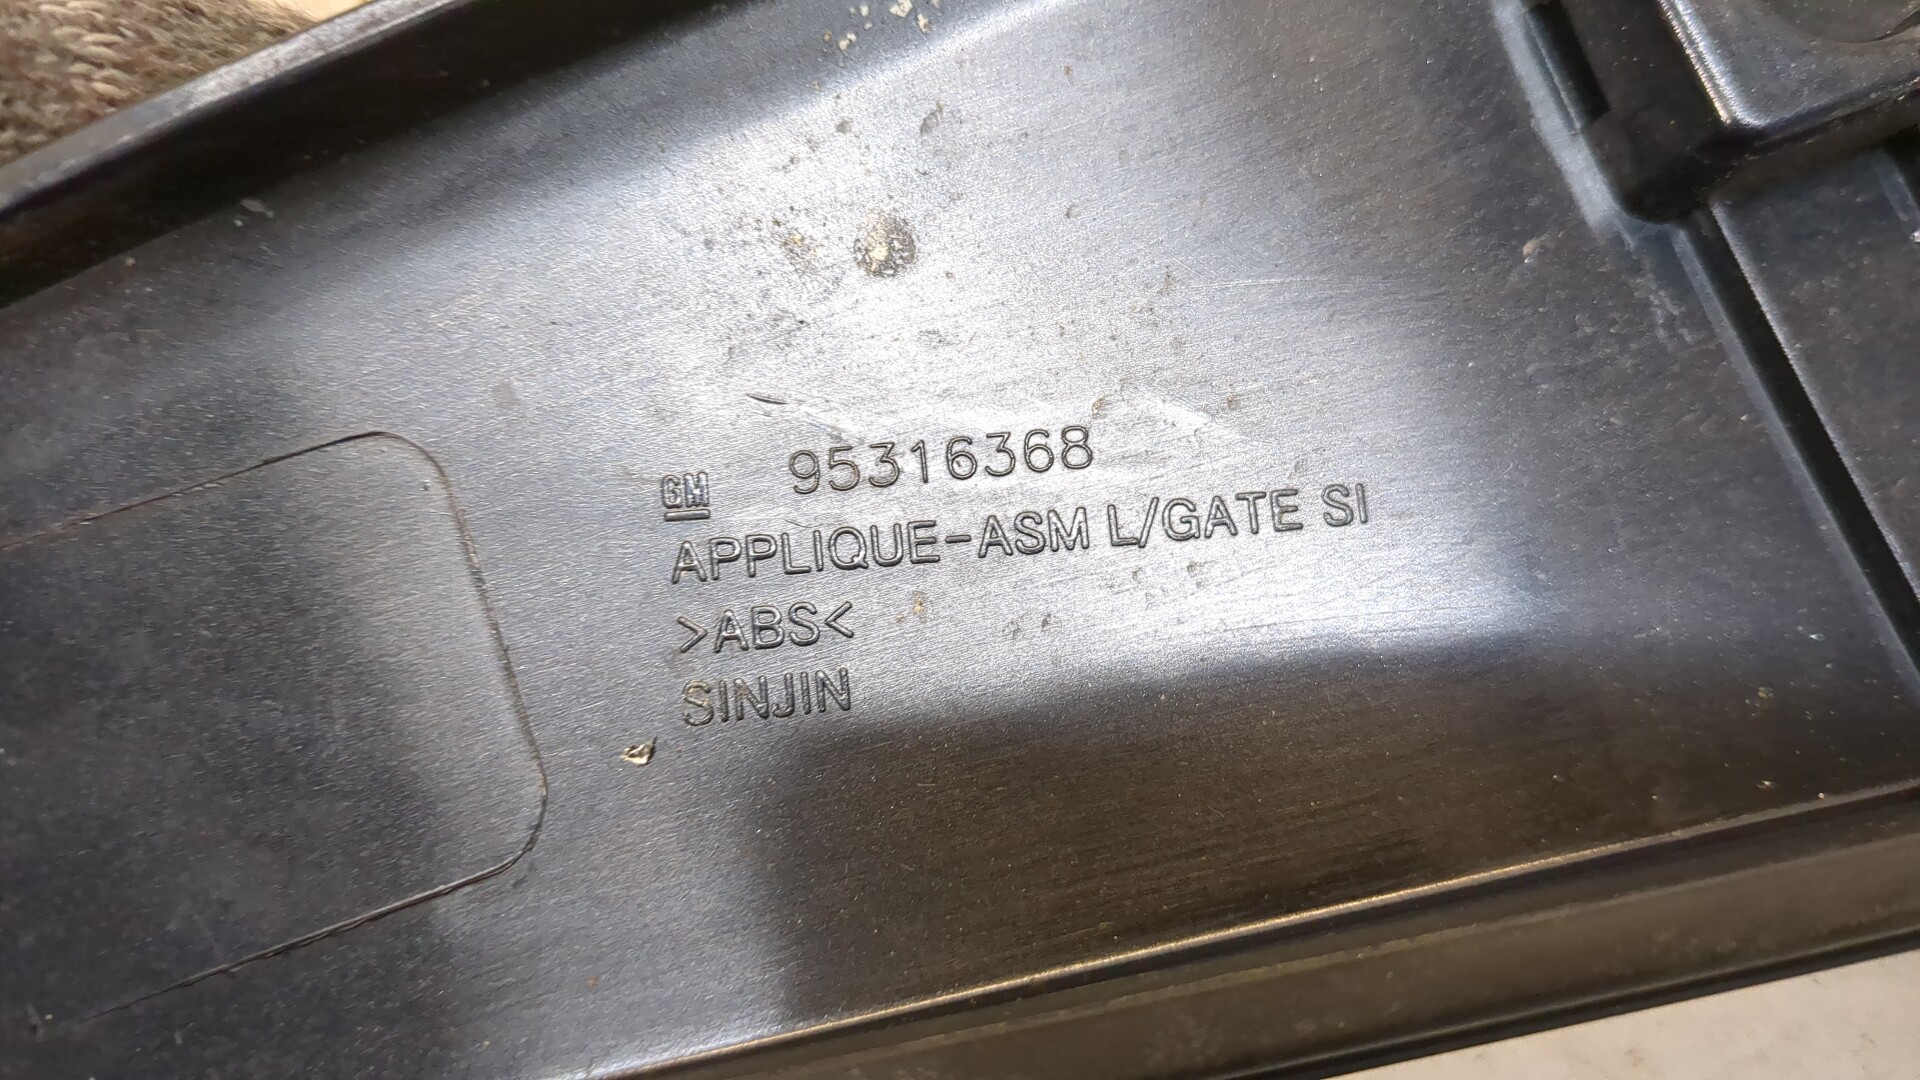 GM 95316368
APPLIQUE-ASM L/GATE SI
>ABS<
SINJIN